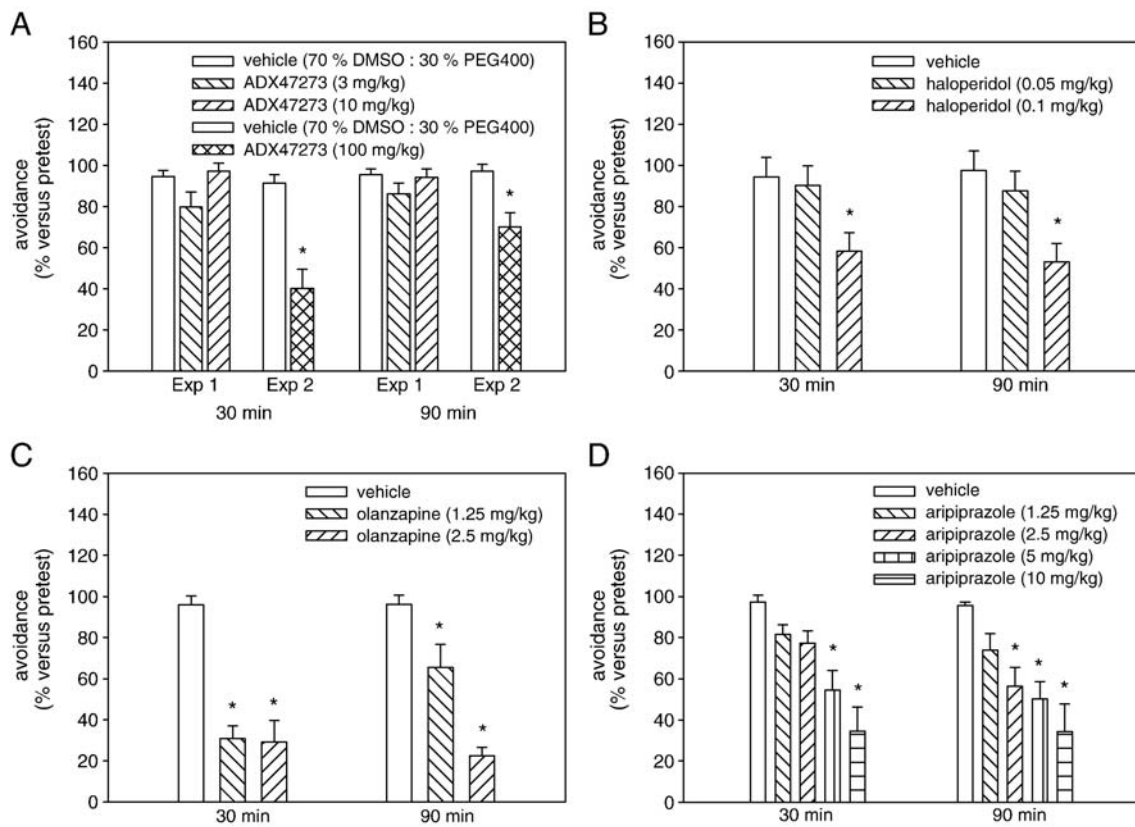 A
160
140
120
100
80
60
40
20
0
avoidance
(% versus pretest)
vehicle (70 % DMSO : 30 % PEG400)
ADX47273 (3 mg/kg)
ADX47273 (10 mg/kg)
vehicle (70 % DMSO : 30 % PEG400)
ADX47273 (100 mg/kg)
*
*
Exp 1
Exp 2
Exp 1
Exp 2
30 min
90 min
B
160
140
120
100
80
60
40
20
0
avoidance
(% versus pretest)
vehicle
haloperidol (0.05 mg/kg)
haloperidol (0.1 mg/kg)
*
*
30 min
90 min
C
160
140
120
100
80
60
40
20
0
avoidance
(% versus pretest)
vehicle
olanzapine (1.25 mg/kg)
olanzapine (2.5 mg/kg)
*
*
*
*
30 min
90 min
D
160
140
120
100
80
60
40
20
0
avoidance
(% versus pretest)
vehicle
aripiprazole (1.25 mg/kg)
aripiprazole (2.5 mg/kg)
aripiprazole (5 mg/kg)
aripiprazole (10 mg/kg)
*
*
*
*
*
30 min
90 min